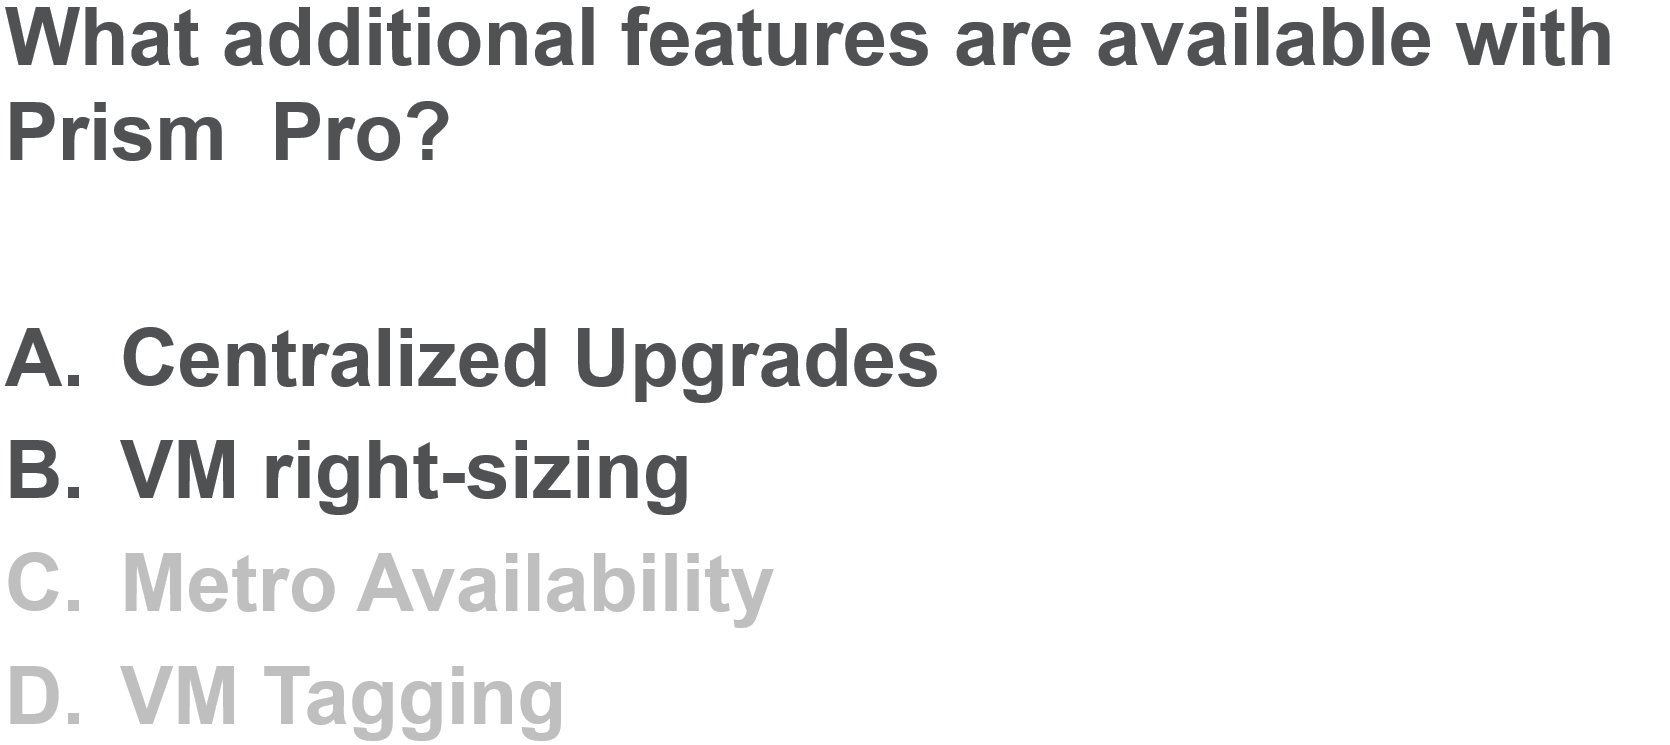 What additional features are available with
Prism  Pro?
A. Centralized Upgrades
B. VM right-sizing
C. Metro Availability
D. VM Tagging